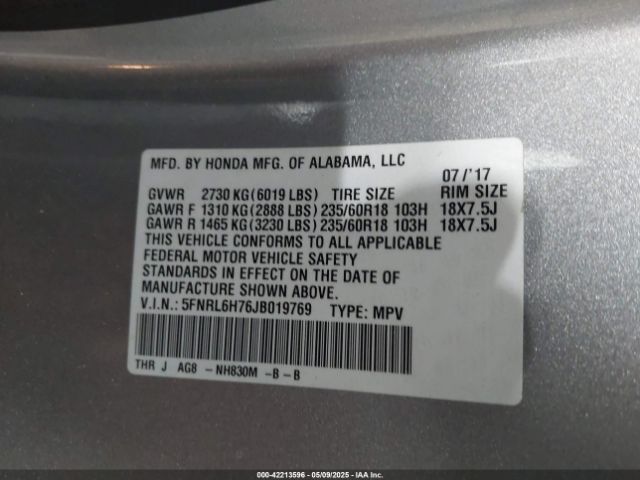 MFD. BY HONDA MFG. OF ALABAMA, LLC
07/'17
GVWR 2730 KG(6019 LBS) TIRE SIZE RIM SIZE
GAWR F 1310 KG(2888 LBS)235/60R18 103H 18X7.5J
GAWR R 1465 KG(3230 LBS)235/60R18 103H 18X7.5J
THIS VEHICLE CONFORMS TO ALL APPLICABLE
FEDERAL MOTOR VEHICLE SAFETY
STANDARDS IN EFFECT ON THE DATE OF
MANUFACTURE SHOWN ABOVE.
V.I.N.: 5FNRL6H76JB019769 TYPE: MPV
THR J AG8 - NH830M -B-B
000-42213596 - 05/09/2025 - IAAI, Inc.